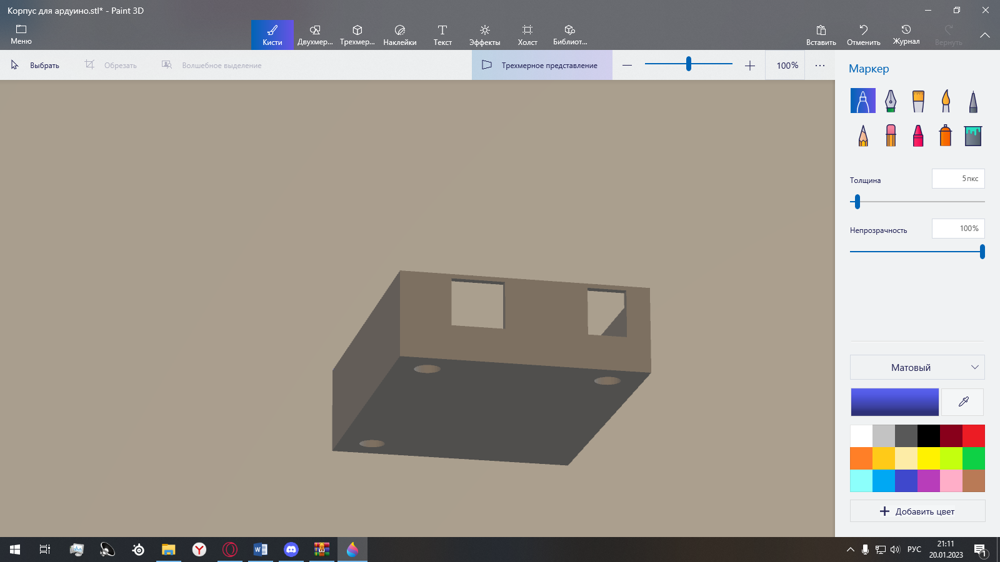 Корпус для ардуино.stl* - Paint 3D
Меню
Кисти
Двухмер...
Трехмер...
Наклейки
Текст
Эффекты
Холст
Библиот...
Вставить
Отменить
Журнал
Вернуть
Выбрать
Обрезать
Волшебное выделение
Трехмерное представление
100%
Маркер
Толщина
5пкс
Непрозрачность
100%
Матовый
Добавить цвет
РУС
21:11
20.01.2023
1